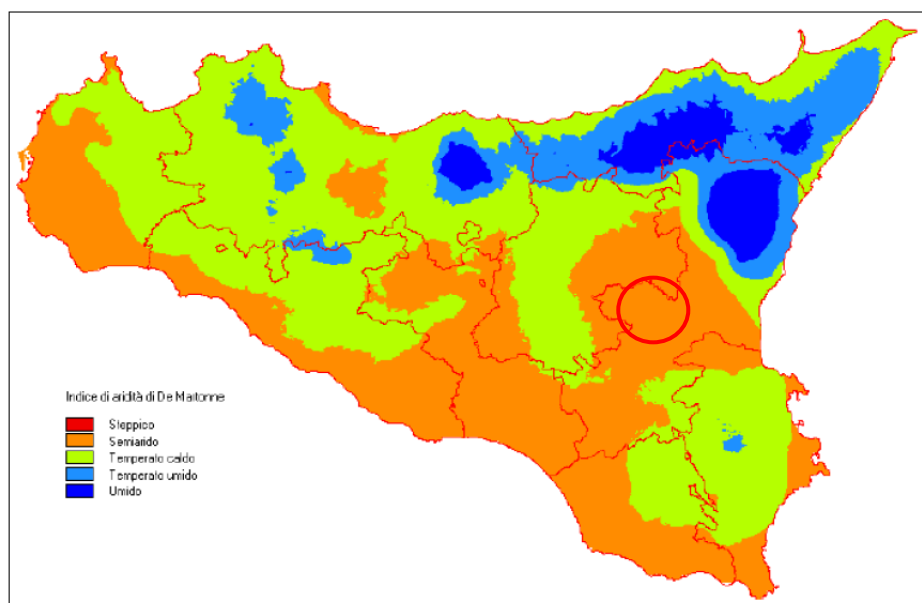 Indice di aridità di De Martonne
Steppico
Semiarido
Temperato caldo
Temperato umido
Umido